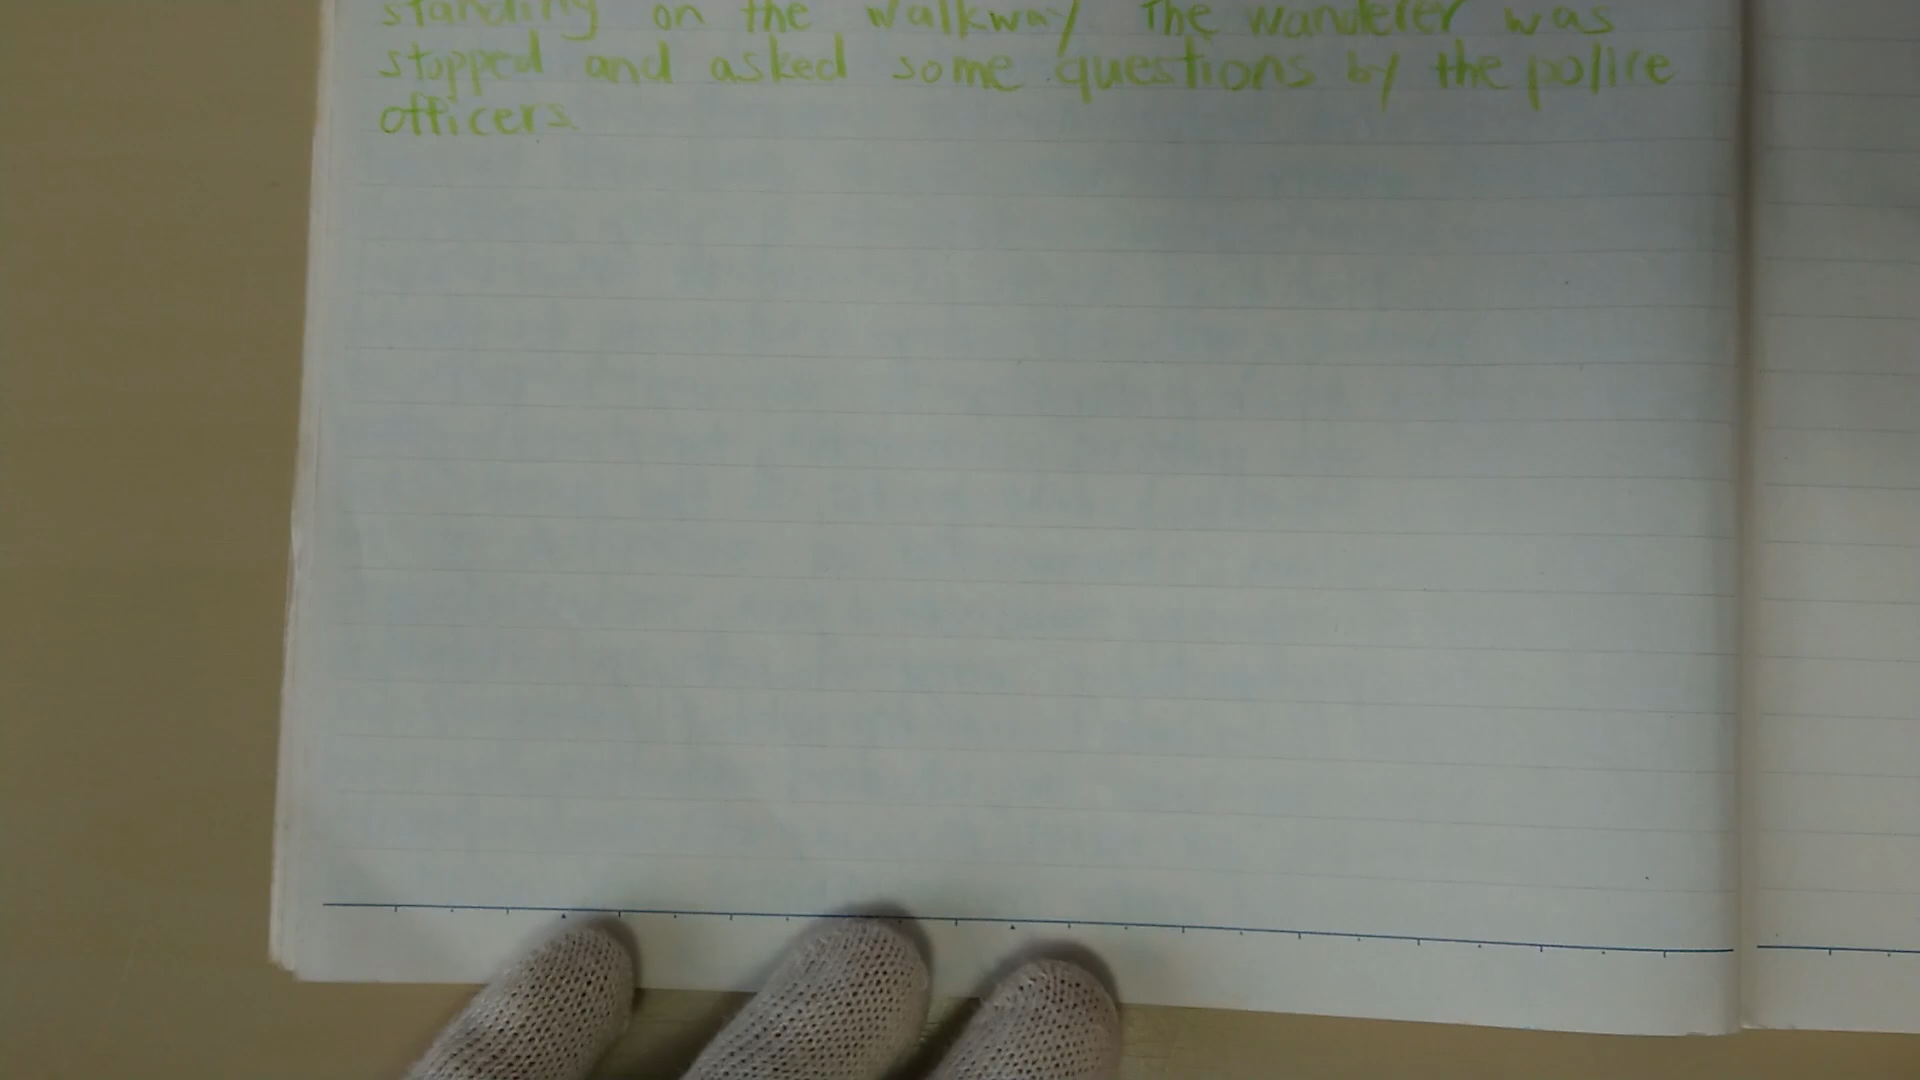 standing on the walkway The wanderer was
stopped and asked some questions by the police
officers